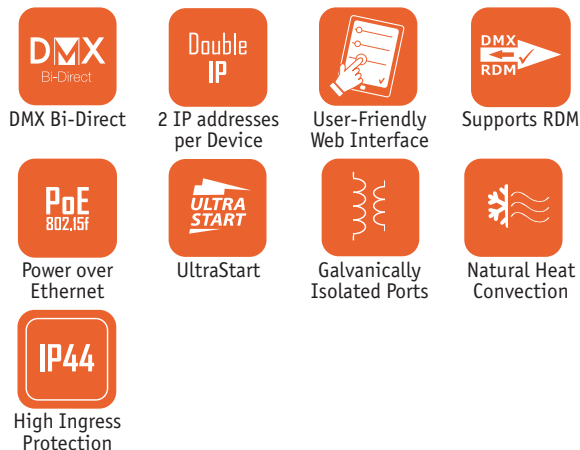 DMX
Bi-Direct
DMX Bi-Direct
Double
IP
2 IP addresses
per Device
User-Friendly
Web Interface
DMX
RDM
Supports RDM
PoE
802,15f
Power over
Ethernet
ULTRA
START
UltraStart
Galvanically
Isolated Ports
Natural Heat
Convection
IP44
High Ingress
Protection